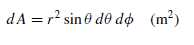 dA = r² sin θ dθ dϕ (m²)